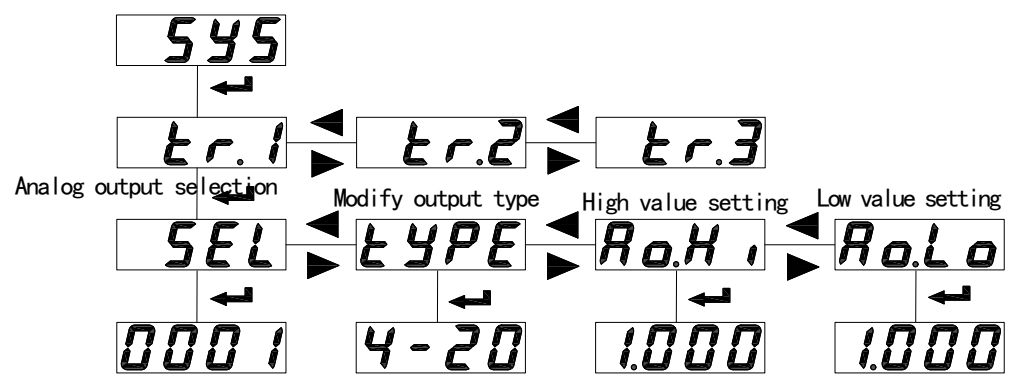 SYS
tr.1 tr.2 tr.3
Analog output selection Modify output type High value setting Low value setting
SEL tYPE Ao.Hi Ao.Lo
0001 4-20 1.000 1.000